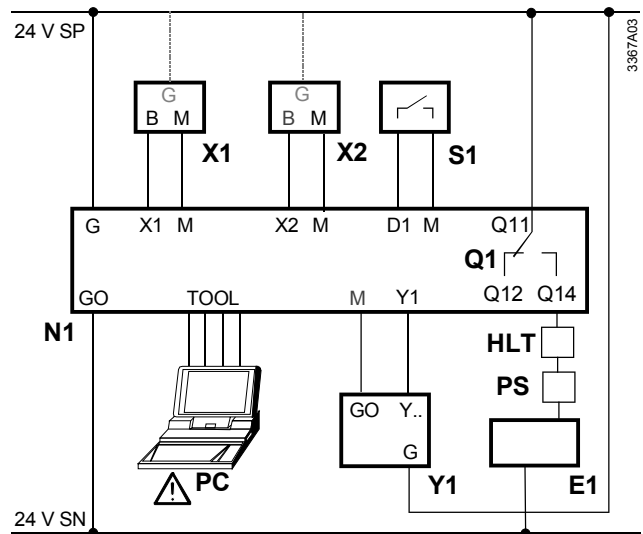 24 V SP
3367A03
G G
B M B M
X1 X2 S1
G X1 M X2 M D1 M Q11
Q1
GO TOOL M Y1 Q12 Q14
N1
HLT
PS
GO Y..
G
PC Y1 E1
24 V SN